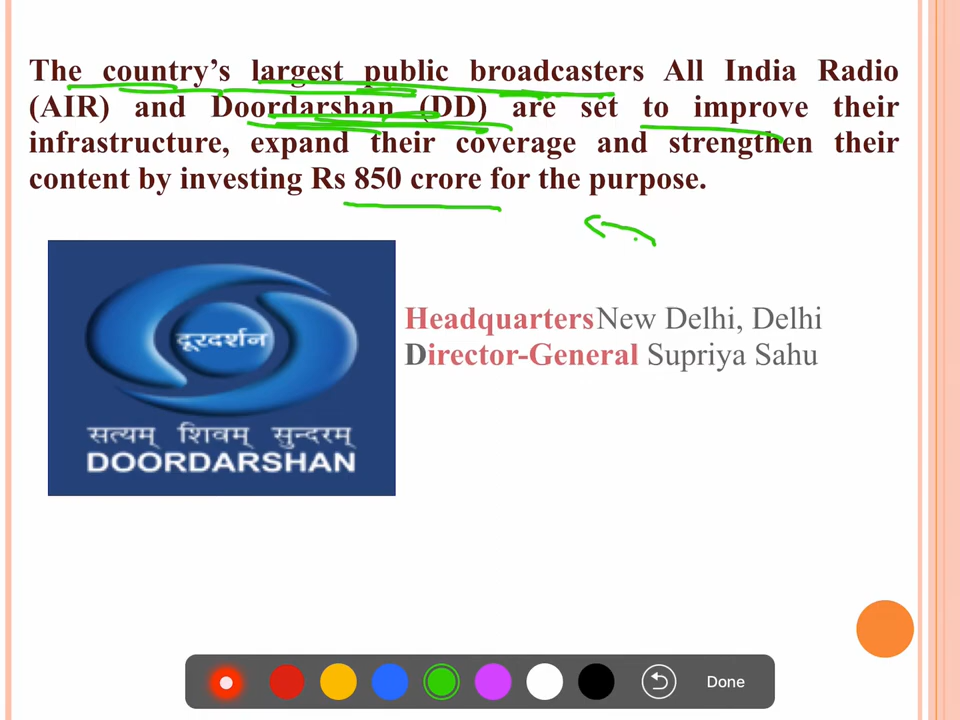 The country’s largest public broadcasters All India Radio
(AIR) and Doordarshan (DD) are set to improve their
infrastructure, expand their coverage and strengthen their
content by investing Rs 850 crore for the purpose.
दूरदर्शन
सत्यम् शिवम् सुन्दरम्
DOORDARSHAN
Headquarters New Delhi, Delhi
Director-General Supriya Sahu
Done